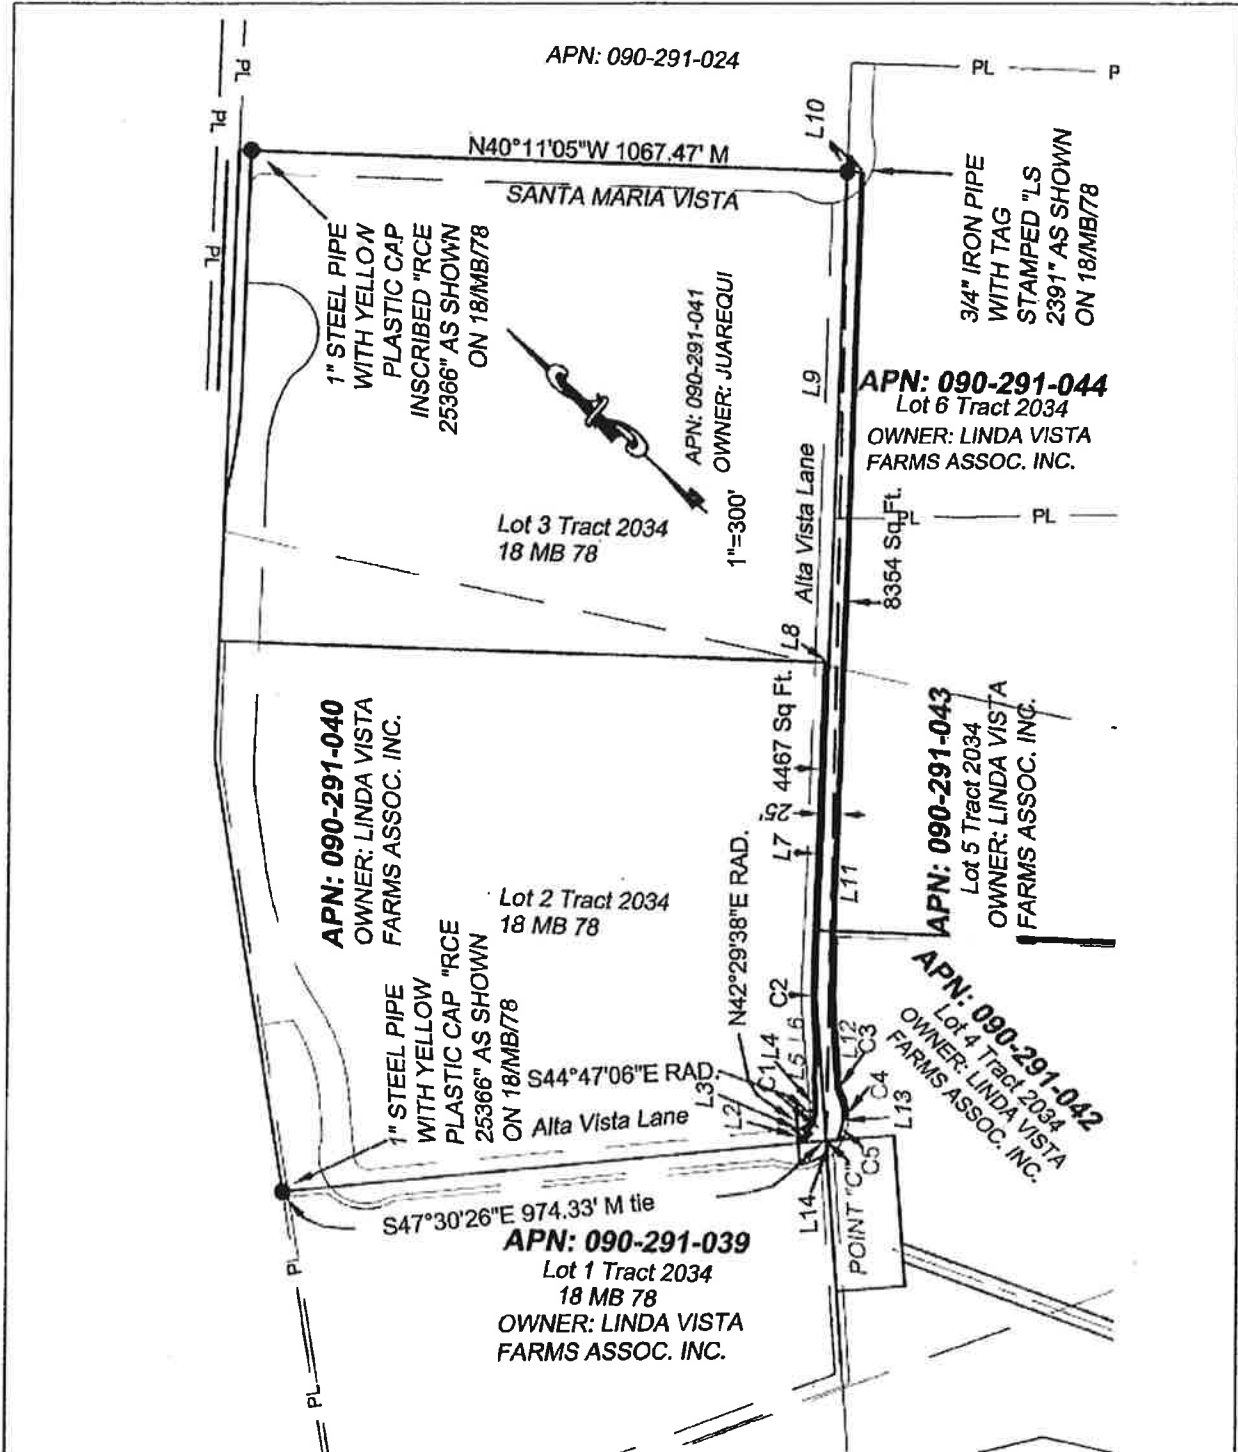 APN: 090-291-024
PL
PL
PL
PL
P
L10
N40°11'05"W 1067.47' M
SANTA MARIA VISTA
1" STEEL PIPE
WITH YELLOW
PLASTIC CAP
INSCRIBED "RCE
25366" AS SHOWN
ON 18/MB/78
3/4" IRON PIPE
WITH TAG
STAMPED "LS
2391" AS SHOWN
ON 18/MB/78
APN: 090-291-041
OWNER: JUAREQUI
1"=300'
L9
Alta Vista Lane
APN: 090-291-044
Lot 6 Tract 2034
OWNER: LINDA VISTA
FARMS ASSOC. INC.
PL
PL
8354 Sq Ft.
Lot 3 Tract 2034
18 MB 78
L8
4467 Sq Ft.
25'
L7
L11
APN: 090-291-040
OWNER: LINDA VISTA
FARMS ASSOC. INC.
APN: 090-291-043
Lot 5 Tract 2034
OWNER: LINDA VISTA
FARMS ASSOC. INC.
Lot 2 Tract 2034
18 MB 78
N42°29'38"E RAD.
C2
1" STEEL PIPE
WITH YELLOW
PLASTIC CAP "RCE
25366" AS SHOWN
ON 18/MB/78
APN: 090-291-042
Lot 4 Tract 2034
OWNER: LINDA VISTA
FARMS ASSOC. INC.
S44°47'06"E RAD.
L2
L3
C1
L4
L5
L6
L12
C3
C4
L13
C5
Alta Vista Lane
L14
POINT "C"
S47°30'26"E 974.33' M tie
APN: 090-291-039
Lot 1 Tract 2034
18 MB 78
OWNER: LINDA VISTA
FARMS ASSOC. INC.
PL
PL